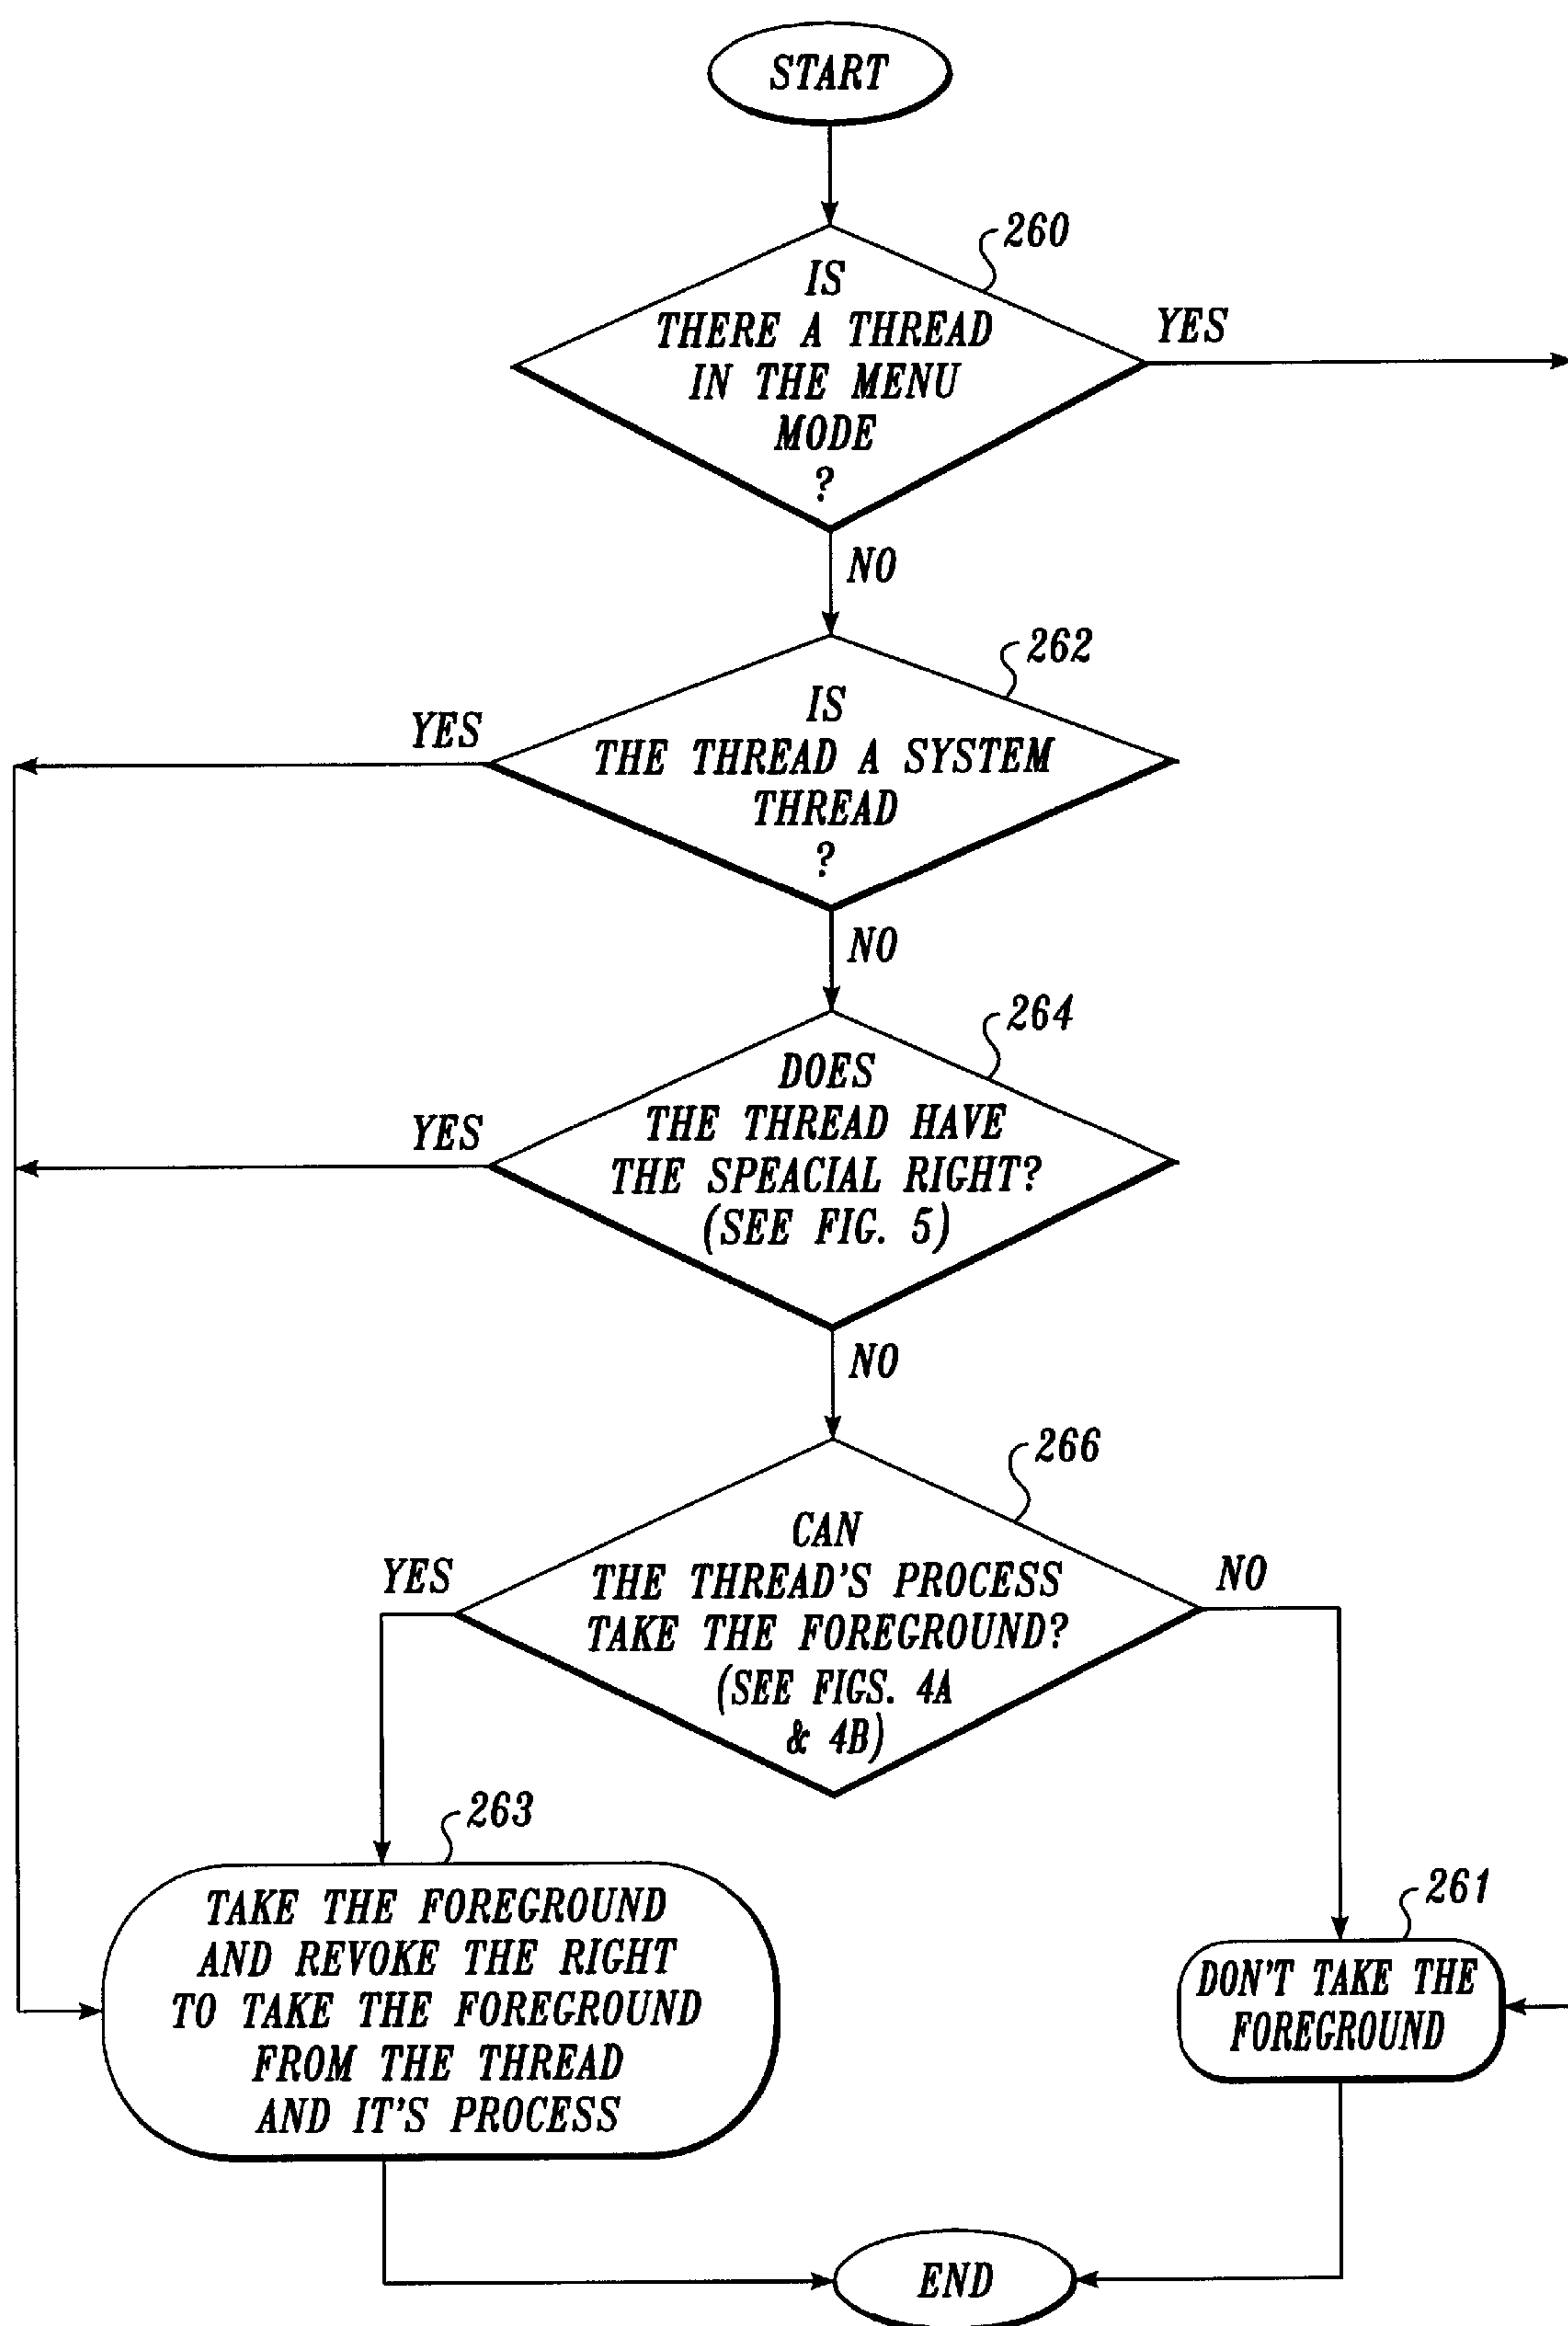 START
260
IS
THERE A THREAD
IN THE MENU
MODE
?
YES
NO
262
IS
THE THREAD A SYSTEM
THREAD
?
YES
NO
264
DOES
THE THREAD HAVE
THE SPEACIAL RIGHT?
(SEE FIG. 5)
YES
NO
266
CAN
THE THREAD'S PROCESS
TAKE THE FOREGROUND?
(SEE FIGS. 4A
& 4B)
YES
NO
263
TAKE THE FOREGROUND
AND REVOKE THE RIGHT
TO TAKE THE FOREGROUND
FROM THE THREAD
AND IT'S PROCESS
261
DON'T TAKE THE
FOREGROUND
END